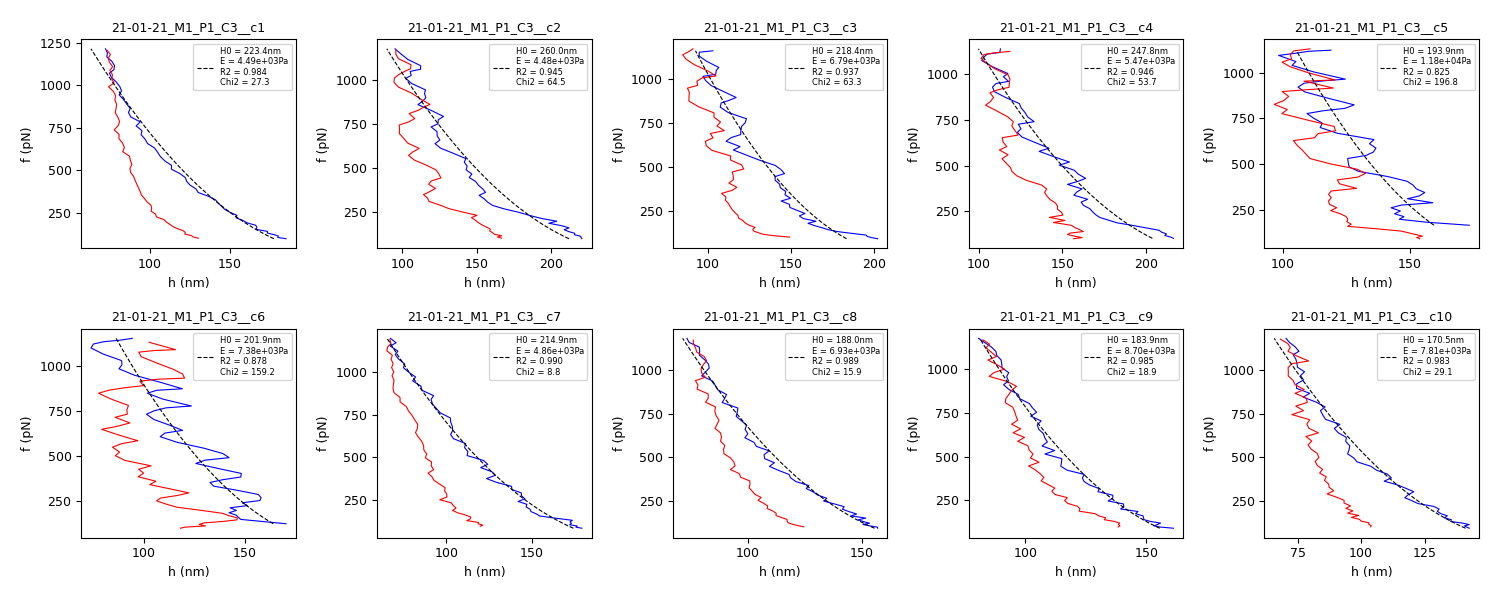 21-01-21_M1_P1_C3__c1
H0 = 223.4nm
E = 4.49e+03Pa
R2 = 0.984
Chi2 = 27.3
f (pN)
1250
1000
750
500
250
100
150
h (nm)
21-01-21_M1_P1_C3__c2
H0 = 260.0nm
E = 4.48e+03Pa
R2 = 0.945
Chi2 = 64.5
f (pN)
1000
750
500
250
100
150
200
h (nm)
21-01-21_M1_P1_C3__c3
H0 = 218.4nm
E = 6.79e+03Pa
R2 = 0.937
Chi2 = 63.3
f (pN)
1000
750
500
250
100
150
200
h (nm)
21-01-21_M1_P1_C3__c4
H0 = 247.8nm
E = 5.47e+03Pa
R2 = 0.946
Chi2 = 53.7
f (pN)
1000
750
500
250
100
150
200
h (nm)
21-01-21_M1_P1_C3__c5
H0 = 193.9nm
E = 1.18e+04Pa
R2 = 0.825
Chi2 = 196.8
f (pN)
1000
750
500
250
100
150
h (nm)
21-01-21_M1_P1_C3__c6
H0 = 201.9nm
E = 7.38e+03Pa
R2 = 0.878
Chi2 = 159.2
f (pN)
1000
750
500
250
100
150
h (nm)
21-01-21_M1_P1_C3__c7
H0 = 214.9nm
E = 4.86e+03Pa
R2 = 0.990
Chi2 = 8.8
f (pN)
1000
750
500
250
100
150
h (nm)
21-01-21_M1_P1_C3__c8
H0 = 188.0nm
E = 6.93e+03Pa
R2 = 0.989
Chi2 = 15.9
f (pN)
1000
750
500
250
100
150
h (nm)
21-01-21_M1_P1_C3__c9
H0 = 183.9nm
E = 8.70e+03Pa
R2 = 0.985
Chi2 = 18.9
f (pN)
1000
750
500
250
100
150
h (nm)
21-01-21_M1_P1_C3__c10
H0 = 170.5nm
E = 7.81e+03Pa
R2 = 0.983
Chi2 = 29.1
f (pN)
1000
750
500
250
75
100
125
h (nm)